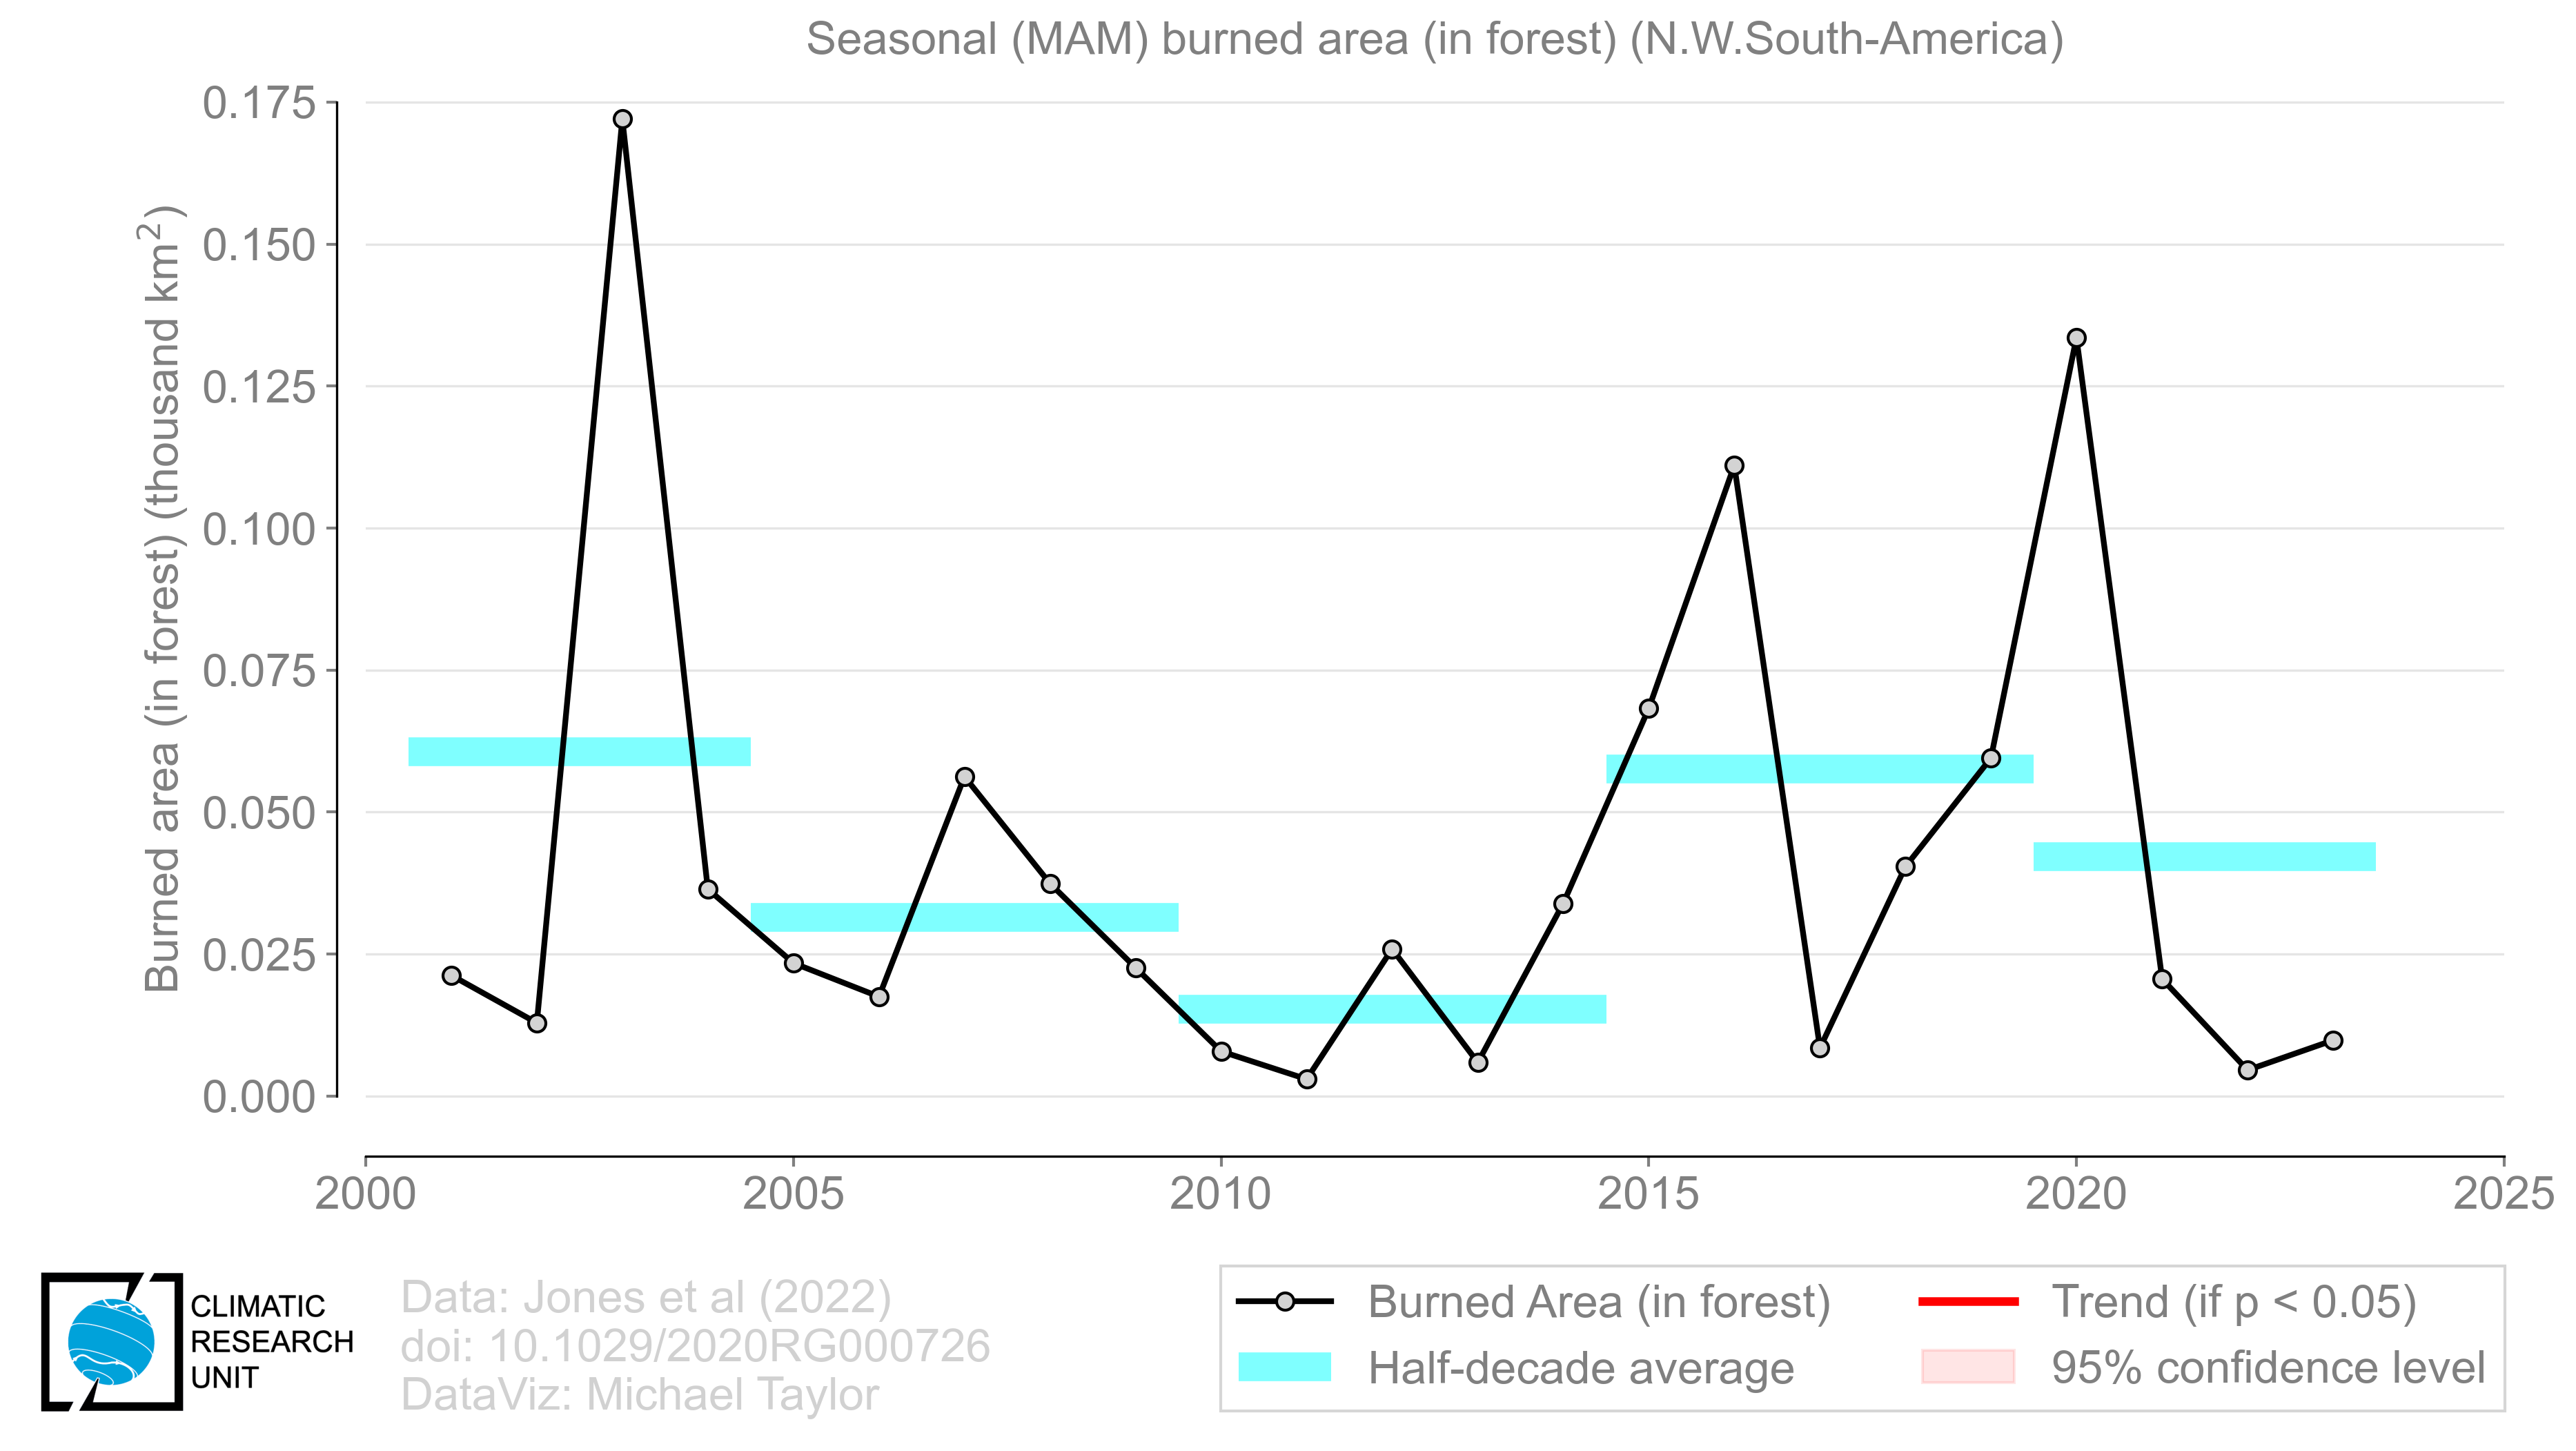 Seasonal (MAM) burned area (in forest) (N.W.South-America)
Burned area (in forest) (thousand km²)
0.175
0.150
0.125
0.100
0.075
0.050
0.025
0.000
2000
2005
2010
2015
2020
2025
CLIMATIC
RESEARCH
UNIT
Data: Jones et al (2022)
doi: 10.1029/2020RG000726
DataViz: Michael Taylor
Burned Area (in forest)
Half-decade average
Trend (if p < 0.05)
95% confidence level